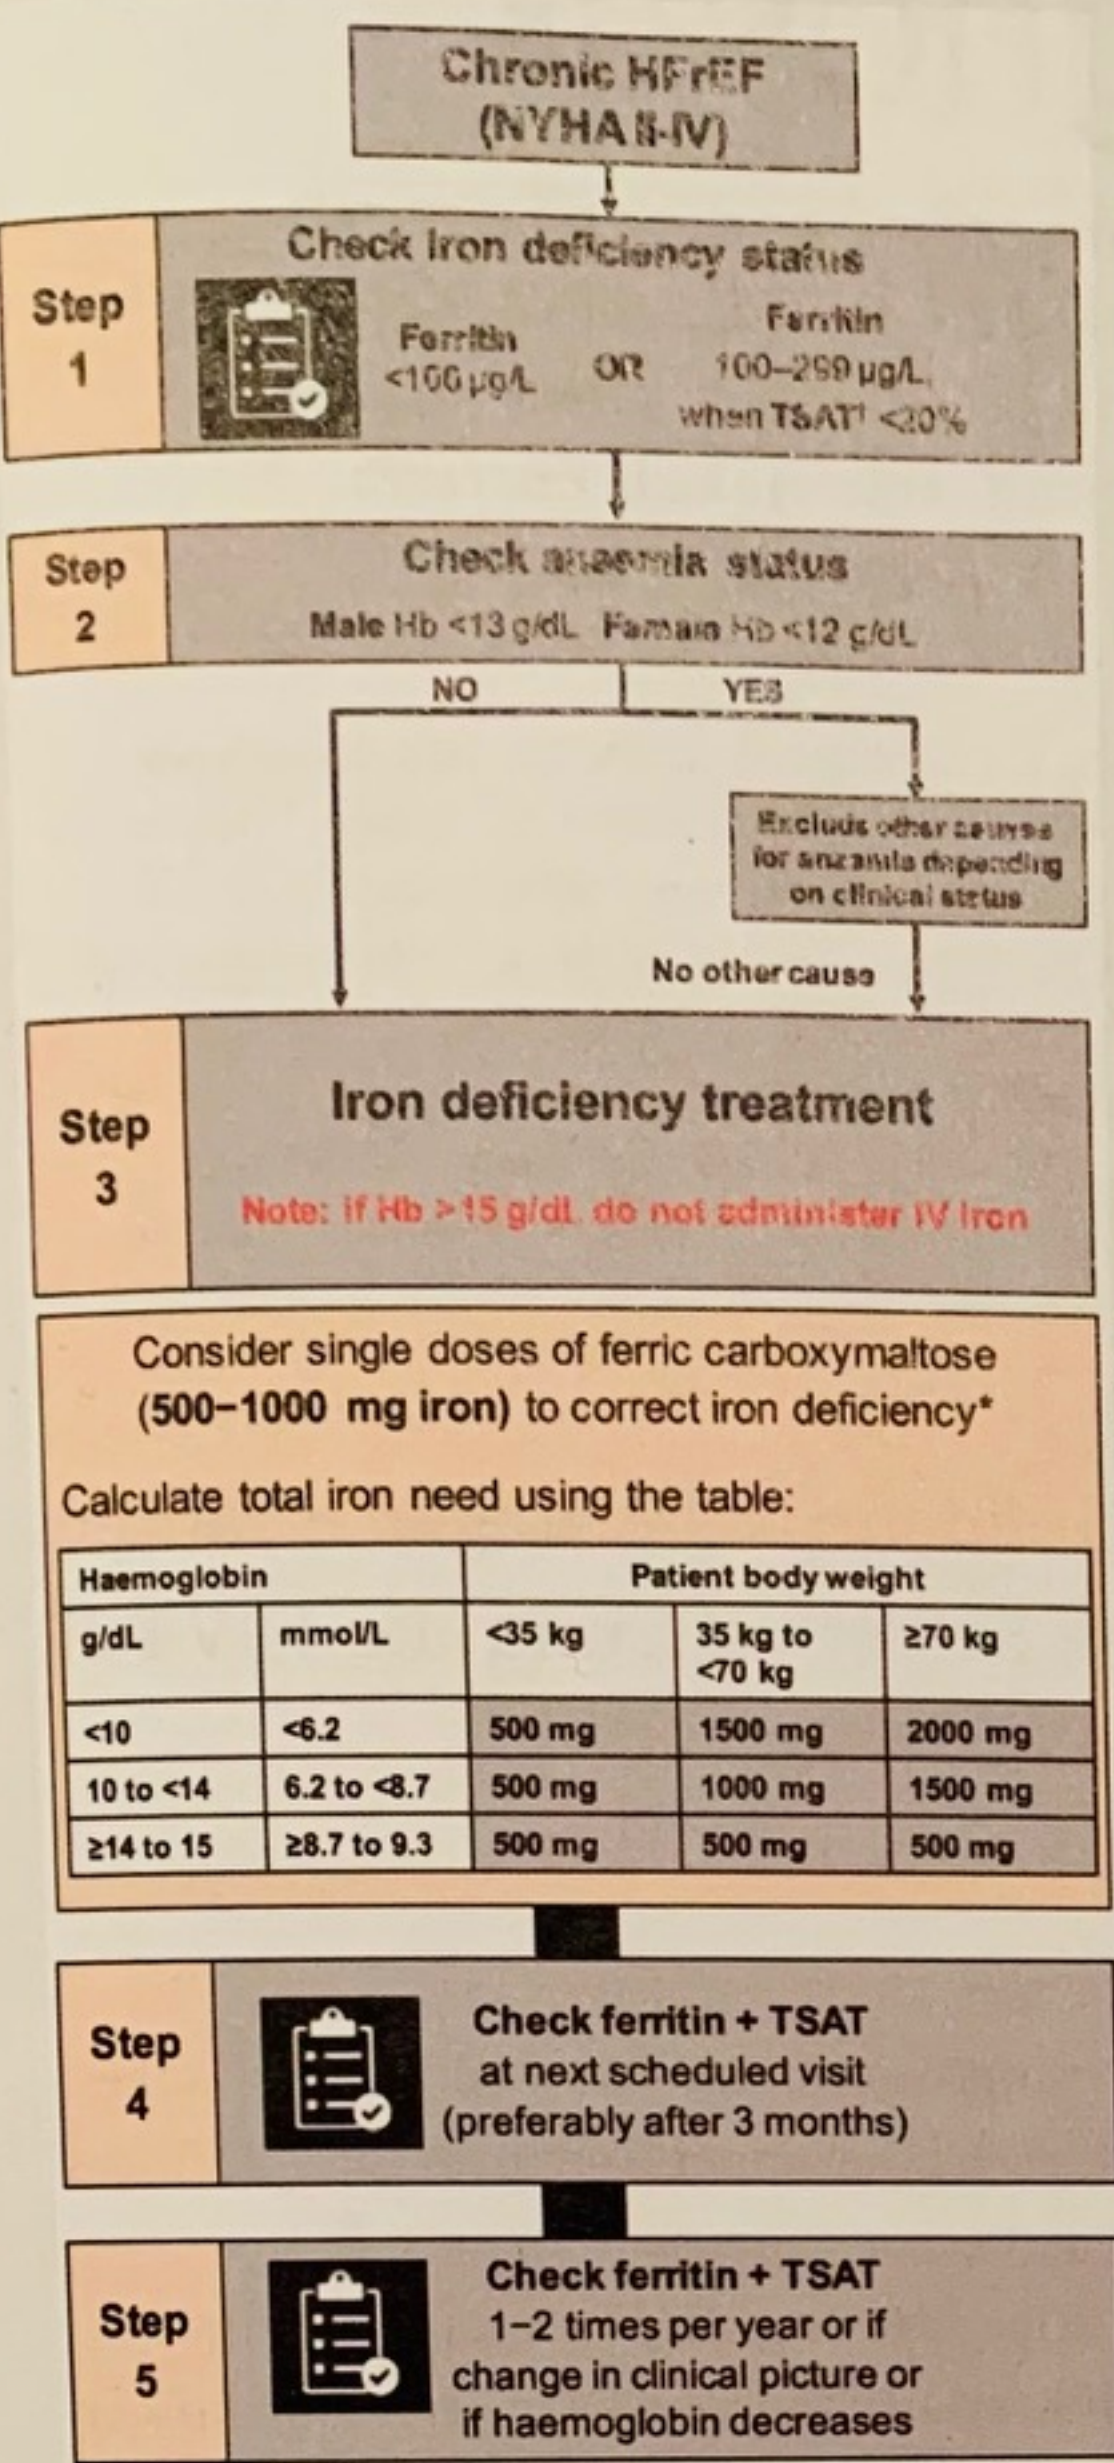 Chronic HFrEF
(NYHA II-IV)
Step
1
Check iron deficiency status
Ferritin
<100 µg/L
OR
Ferritin
100–299 µg/L,
when TSAT† <20%
Step
2
Check anaemia status
Male Hb <13 g/dL Female Hb <12 g/dL
NO
YES
Exclude other causes
for anaemia depending
on clinical status
No other cause
Step
3
Iron deficiency treatment
Note: if Hb >15 g/dL do not administer IV iron
Consider single doses of ferric carboxymaltose
(500–1000 mg iron) to correct iron deficiency*
Calculate total iron need using the table:
Haemoglobin Patient body weight
g/dL mmol/L <35 kg 35 kg to <70 kg ≥70 kg
<10 <6.2 500 mg 1500 mg 2000 mg
10 to <14 6.2 to <8.7 500 mg 1000 mg 1500 mg
≥14 to 15 ≥8.7 to 9.3 500 mg 500 mg 500 mg
Step
4
Check ferritin + TSAT
at next scheduled visit
(preferably after 3 months)
Step
5
Check ferritin + TSAT
1–2 times per year or if
change in clinical picture or
if haemoglobin decreases